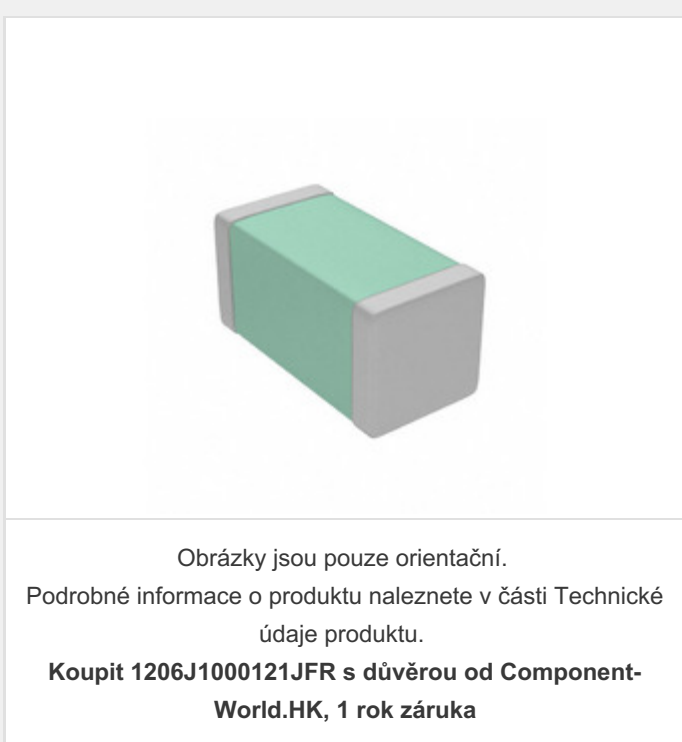 Obrázky jsou pouze orientační.
Podrobné informace o produktu naleznete v části Technické
údaje produktu.
Koupit 1206J1000121JFR s důvěrou od Component-
World.HK, 1 rok záruka